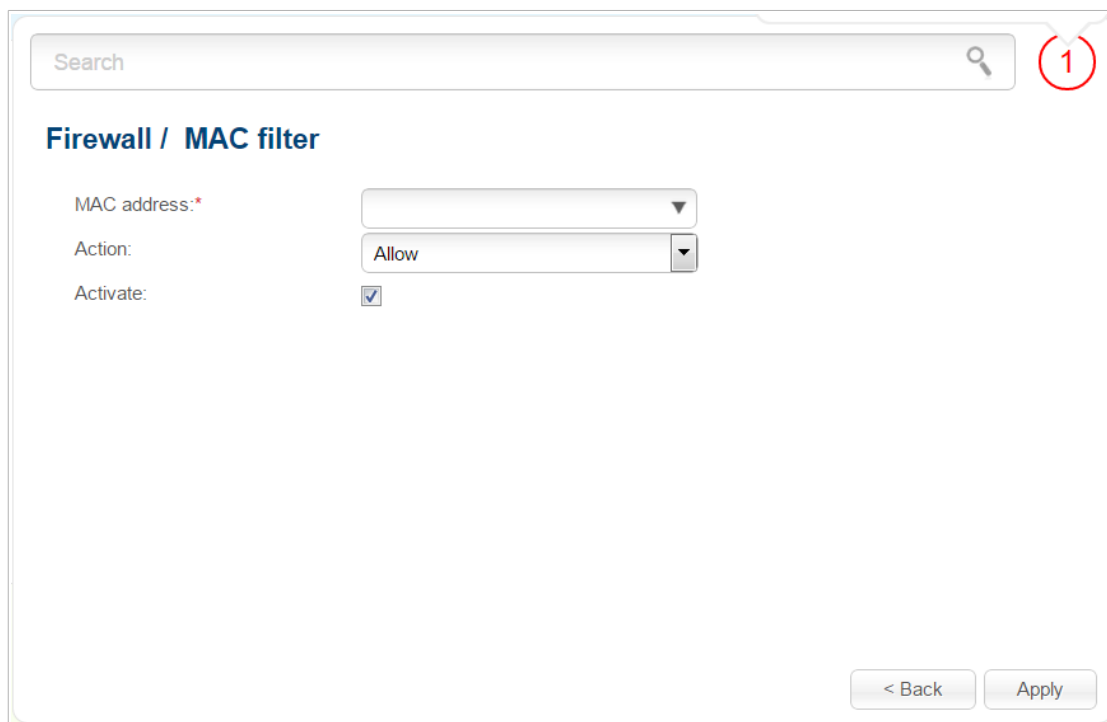 Search
1
Firewall /  MAC filter
MAC address:*
Action: Allow
Activate:
< Back Apply